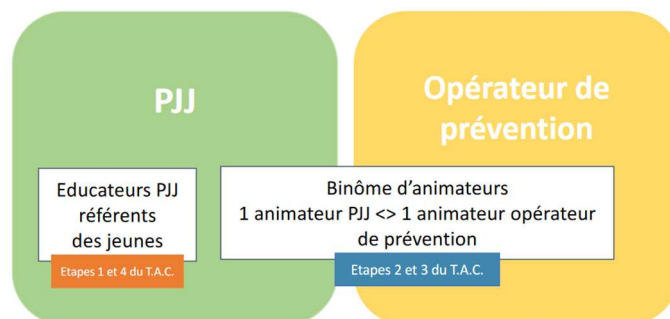 PJJ
Opérateur de
prévention
Educateurs PJJ
référents
des jeunes
Etapes 1 et 4 du T.A.C.
Binôme d'animateurs
1 animateur PJJ <> 1 animateur opérateur
de prévention
Etapes 2 et 3 du T.A.C.